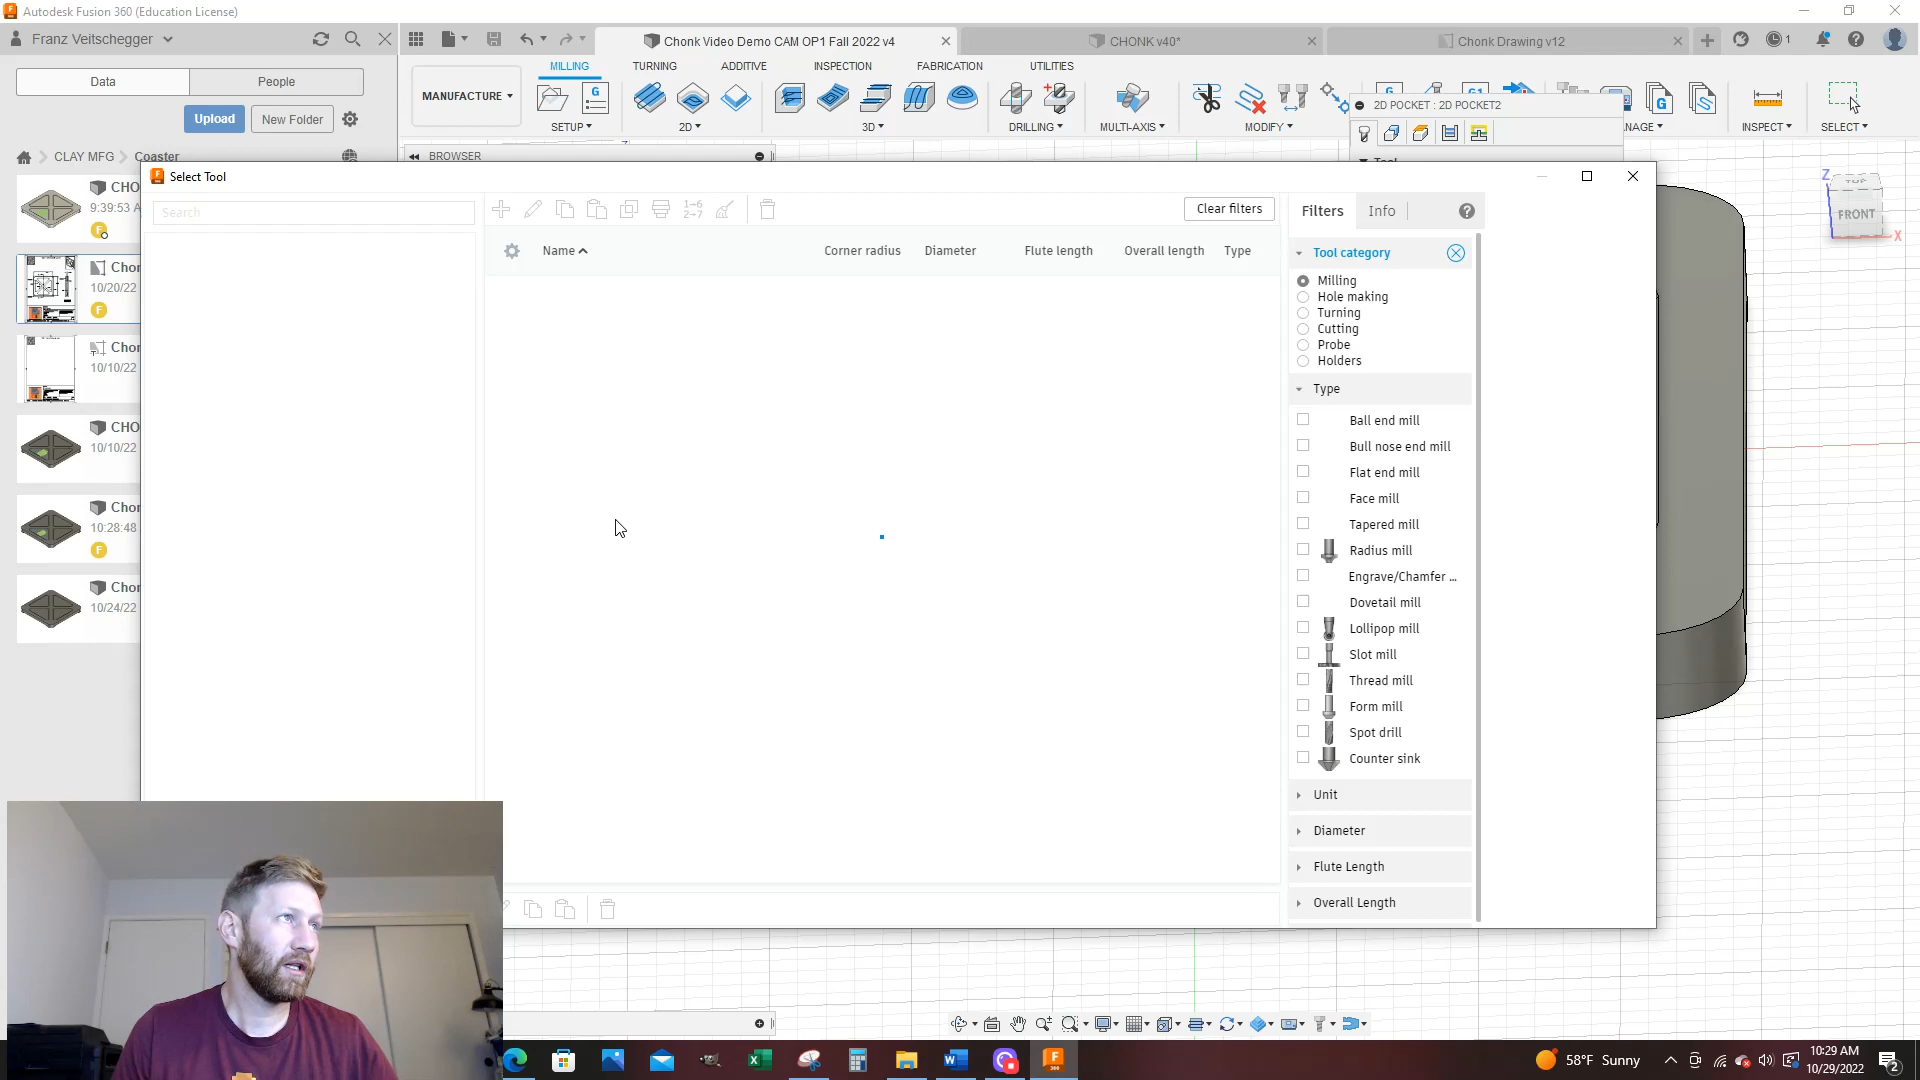 Autodesk Fusion 360 (Education License)
Franz Veitschegger
Chonk Video Demo CAM OP1 Fall 2022 v4
CHONK v40*
Chonk Drawing v12
1
Data
People
MILLING
TURNING
ADDITIVE
INSPECTION
FABRICATION
UTILITIES
MANUFACTURE
Upload
New Folder
SETUP
2D
3D
DRILLING
MULTI-AXIS
MODIFY
NAGE
INSPECT
SELECT
2D POCKET : 2D POCKET2
CLAY MFG
Coaster
BROWSER
Select Tool
TOP
FRONT
Z
X
CHO
9:39:53 A
Search
Clear filters
Filters
Info
Name
Corner radius
Diameter
Flute length
Overall length
Type
Tool category
Milling
Hole making
Turning
Cutting
Probe
Holders
Chor
10/20/22
Chor
10/10/22
CHO
10/10/22
Chor
10:28:48
Chor
10/24/22
Type
Ball end mill
Bull nose end mill
Flat end mill
Face mill
Tapered mill
Radius mill
Engrave/Chamfer ...
Dovetail mill
Lollipop mill
Slot mill
Thread mill
Form mill
Spot drill
Counter sink
Unit
Diameter
Flute Length
Overall Length
58°F Sunny
10:29 AM
10/29/2022
2